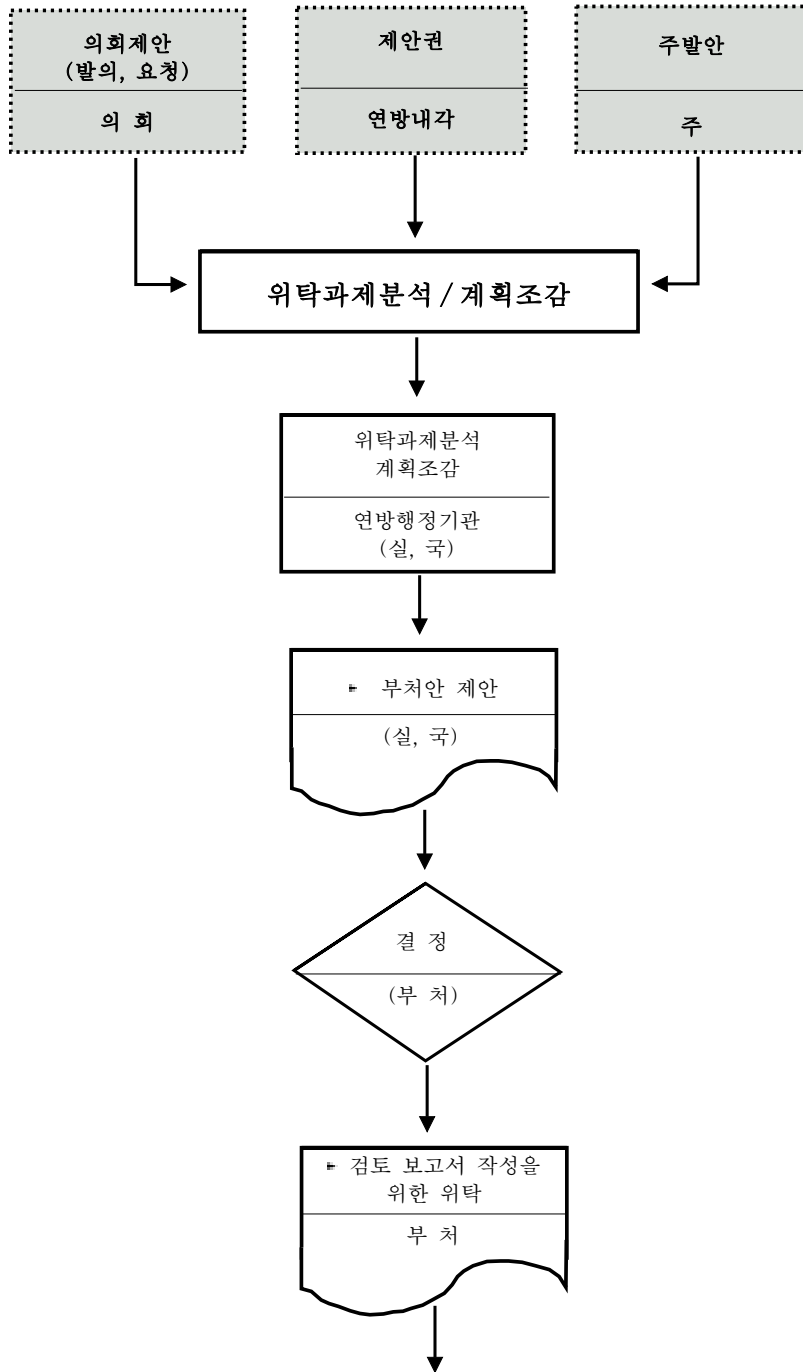 의회제안
(발의, 요청)
의 회
제안권
연방내각
주발안
주
위탁과제분석 / 계획조감
위탁과제분석
계획조감
연방행정기관
(실, 국)
부처안 제안
(실, 국)
결 정
(부 처)
검토 보고서 작성을
위한 위탁
부 처